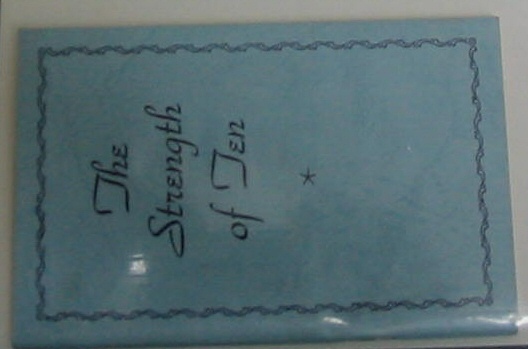 The
Strength
of Ten
*